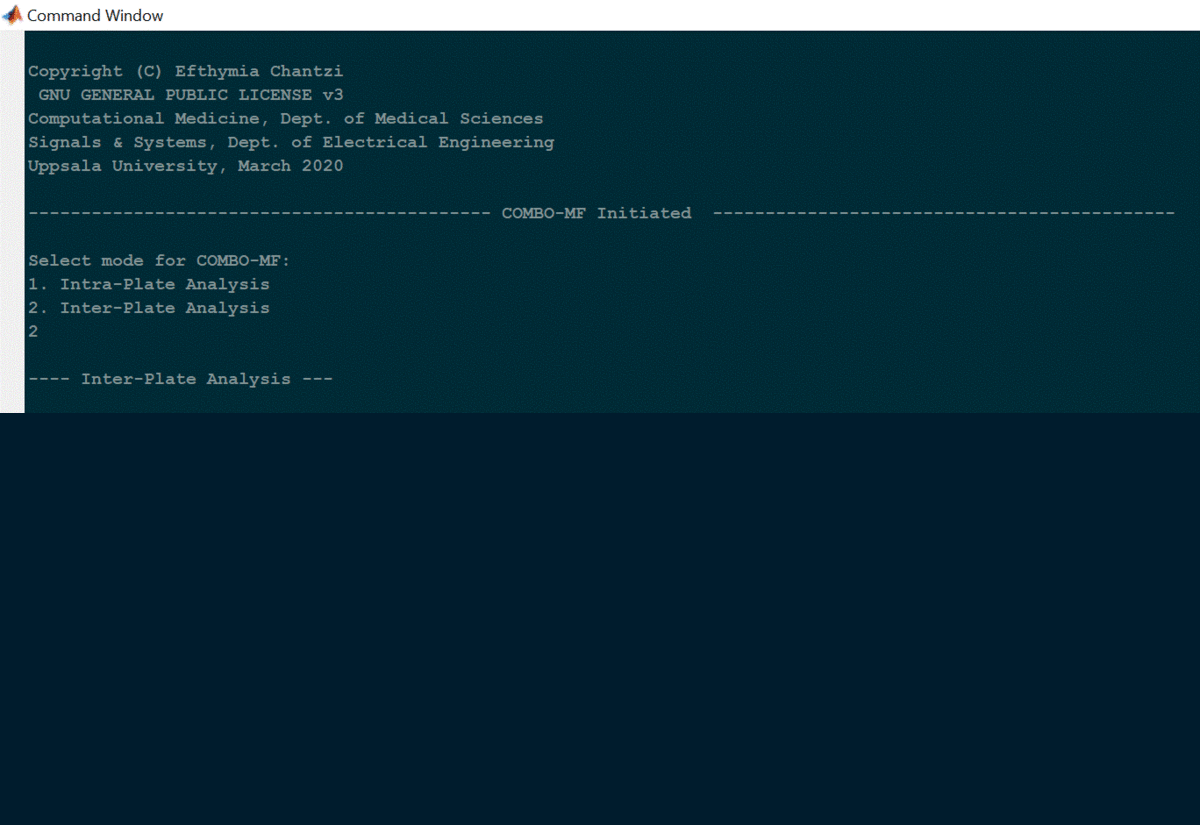 Command Window
Copyright (C) Efthymia Chantzi
GNU GENERAL PUBLIC LICENSE v3
Computational Medicine, Dept. of Medical Sciences
Signals & Systems, Dept. of Electrical Engineering
Uppsala University, March 2020
-------------------------------------------- COMBO-MF Initiated  --------------------------------------------
Select mode for COMBO-MF:
1. Intra-Plate Analysis
2. Inter-Plate Analysis
2
---- Inter-Plate Analysis ---